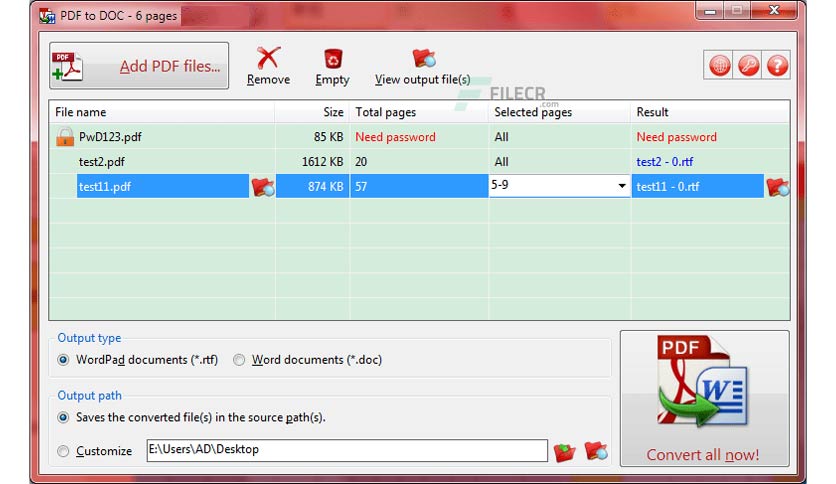 PDF to DOC - 6 pages
PDF
Add PDF files...
Remove
Empty
View output file(s)
FILECR
.com
File name Size Total pages Selected pages Result
PwD123.pdf 85 KB Need password All Need password
test2.pdf 1612 KB 20 All test2 - 0.rtf
test11.pdf 874 KB 57 5-9 test11 - 0.rtf
Output type
WordPad documents (*.rtf) Word documents (*.doc)
Output path
Saves the converted file(s) in the source path(s).
Customize E:\Users\AD\Desktop
PDF
W
Convert all now!